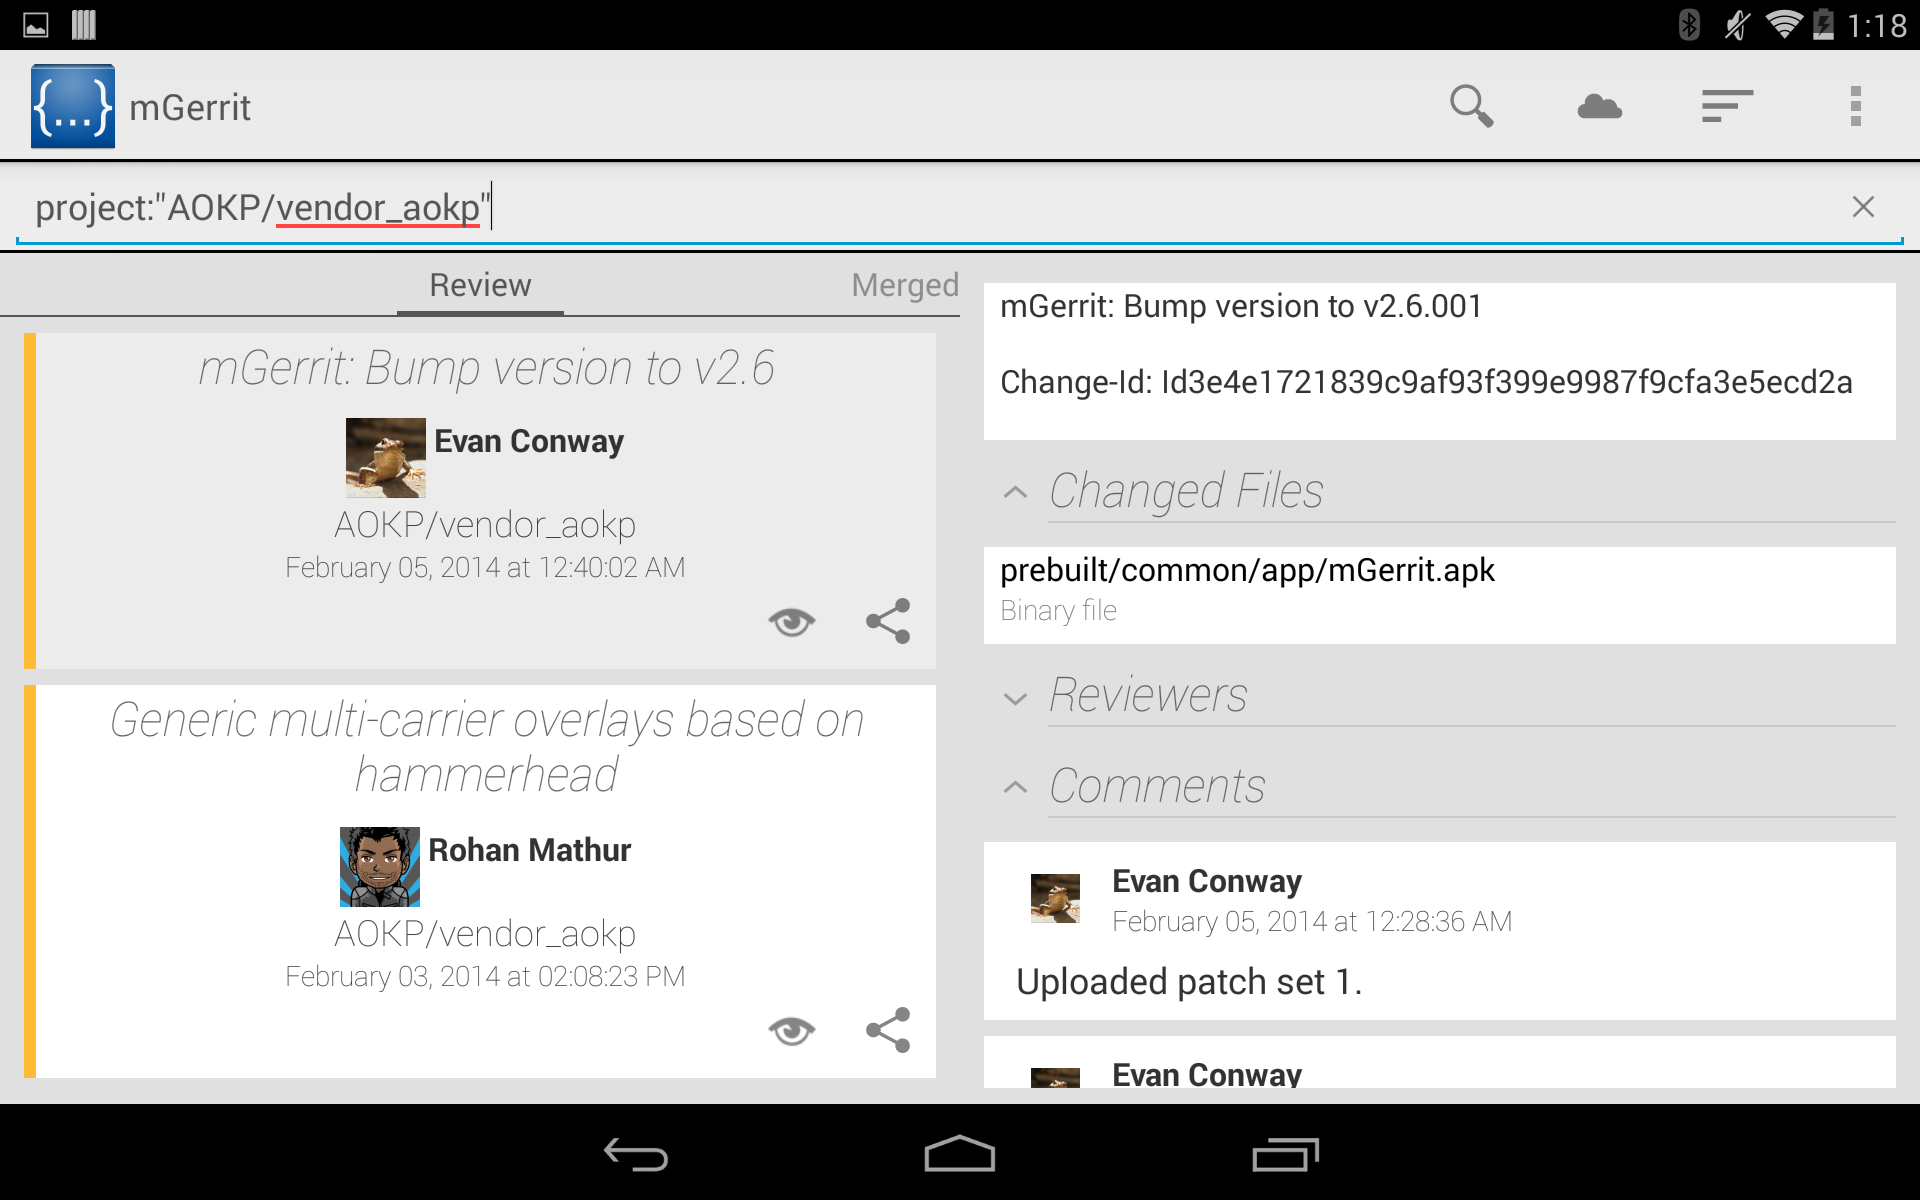 1:18
{...} mGerrit
project:"AOKP/vendor_aokp"
Review
Merged
mGerrit: Bump version to v2.6
Evan Conway
AOKP/vendor_aokp
February 05, 2014 at 12:40:02 AM
Generic multi-carrier overlays based on
hammerhead
Rohan Mathur
AOKP/vendor_aokp
February 03, 2014 at 02:08:23 PM
mGerrit: Bump version to v2.6.001
Change-Id: Id3e4e1721839c9af93f399e9987f9cfa3e5ecd2a
Changed Files
prebuilt/common/app/mGerrit.apk
Binary file
Reviewers
Comments
Evan Conway
February 05, 2014 at 12:28:36 AM
Uploaded patch set 1.
Evan Conway